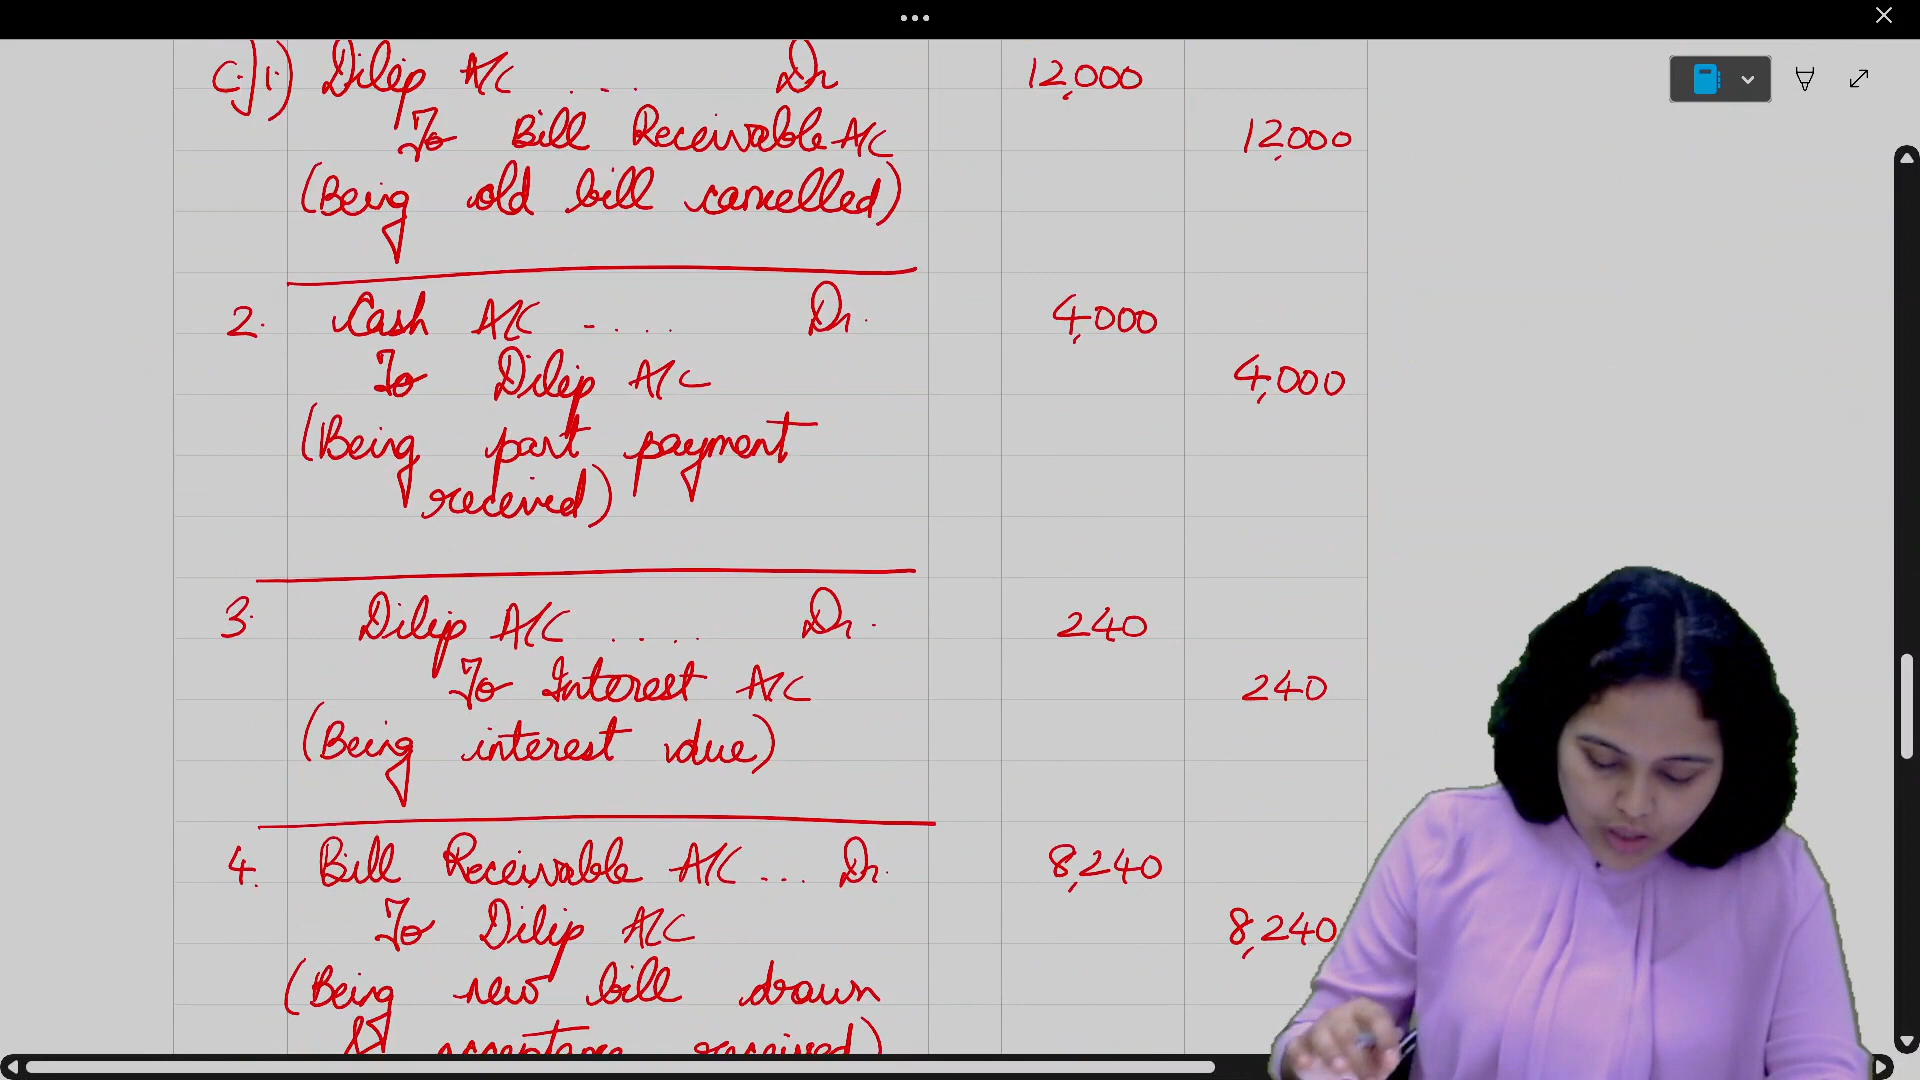 C.) 1.) Dilip A/C .... Dr 12,000
To Bill Receivable A/C 12,000
(Being old bill cancelled)
2. Cash A/C - .... Dr. 4,000
To Dilip A/C 4,000
(Being part payment
received)
3. Dilip A/C .... Dr. 240
To Interest A/C 240
(Being interest due)
4. Bill Receivable A/C ... Dr. 8,240
To Dilip A/C 8,240
(Being new bill drawn
& acceptance received)